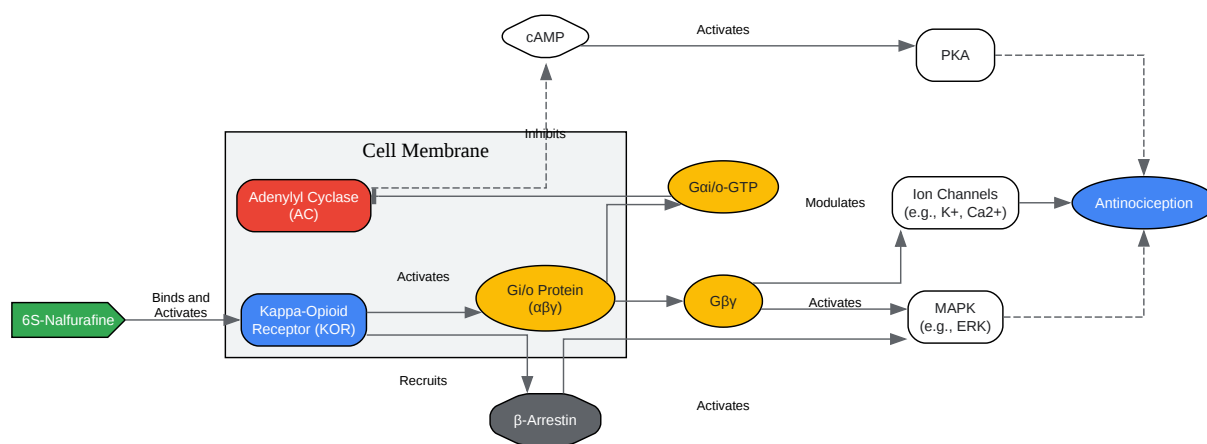 cAMP
Activates
PKA
Inhibits
Cell Membrane
Adenylyl Cyclase
(AC)
Gαi/o-GTP
Modulates
Ion Channels
(e.g., K+, Ca2+)
Antinociception
Activates
Gi/o Protein
(αβγ)
Gβγ
Activates
MAPK
(e.g., ERK)
6S-Nalfurafine
Binds and
Activates
Kappa-Opioid
Receptor (KOR)
Recruits
β-Arrestin
Activates